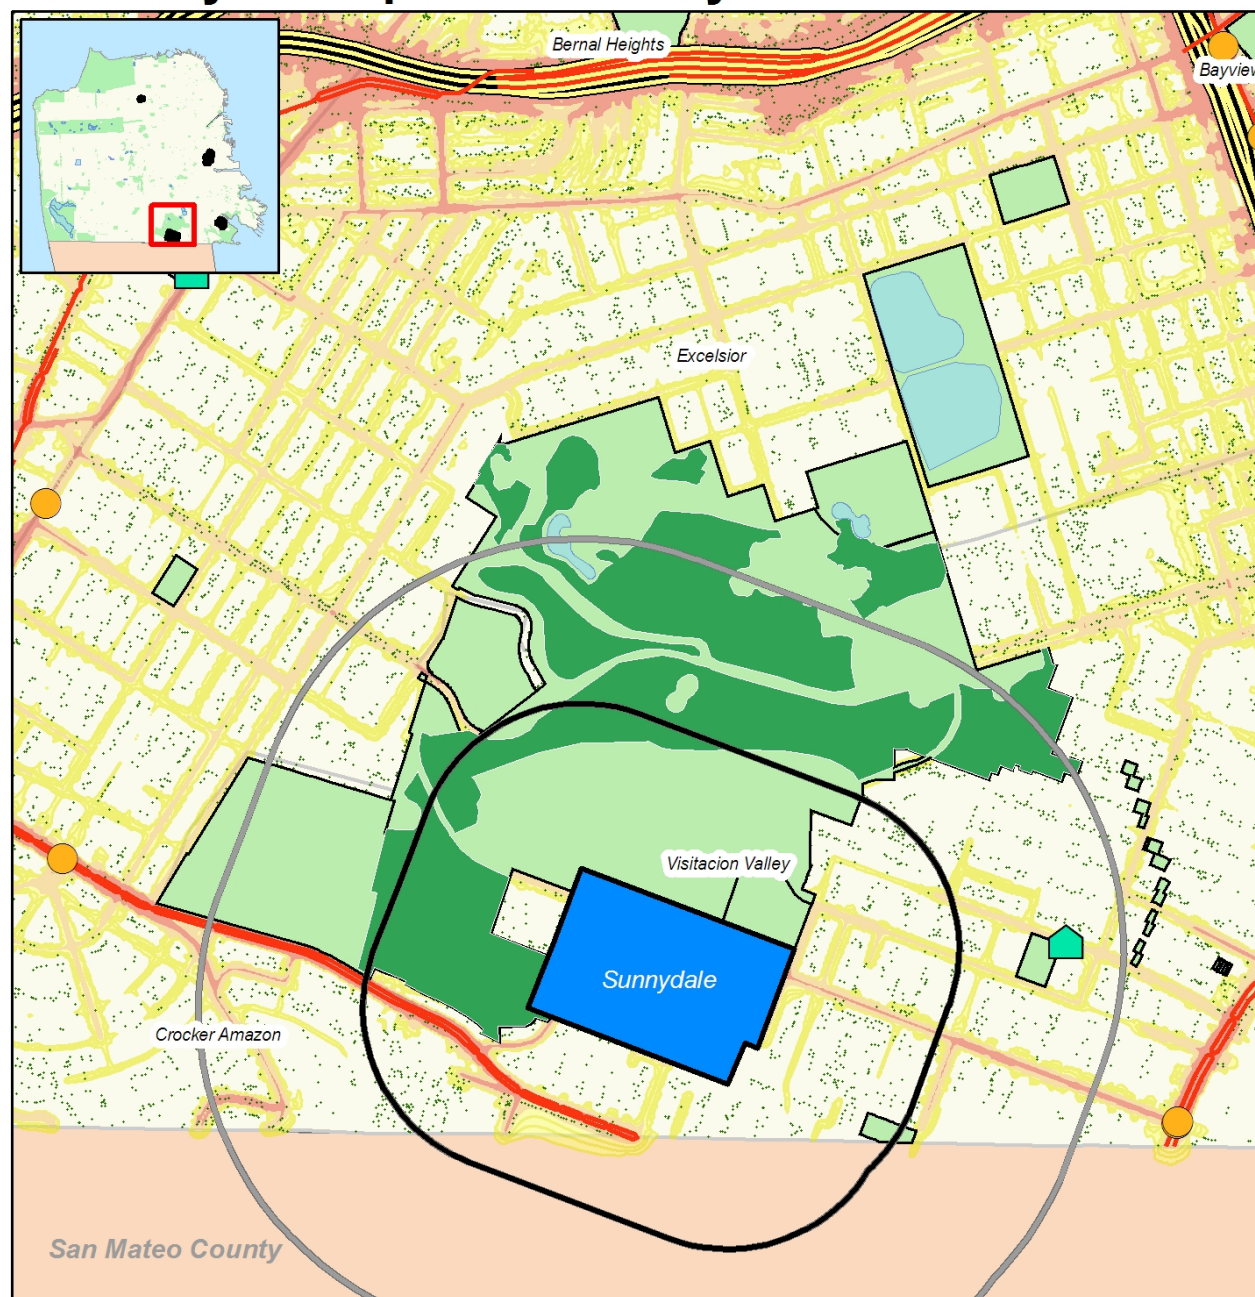 Bernal Heights
Bayview
Excelsior
Visitacion Valley
Sunnydale
Crocker Amazon
San Mateo County